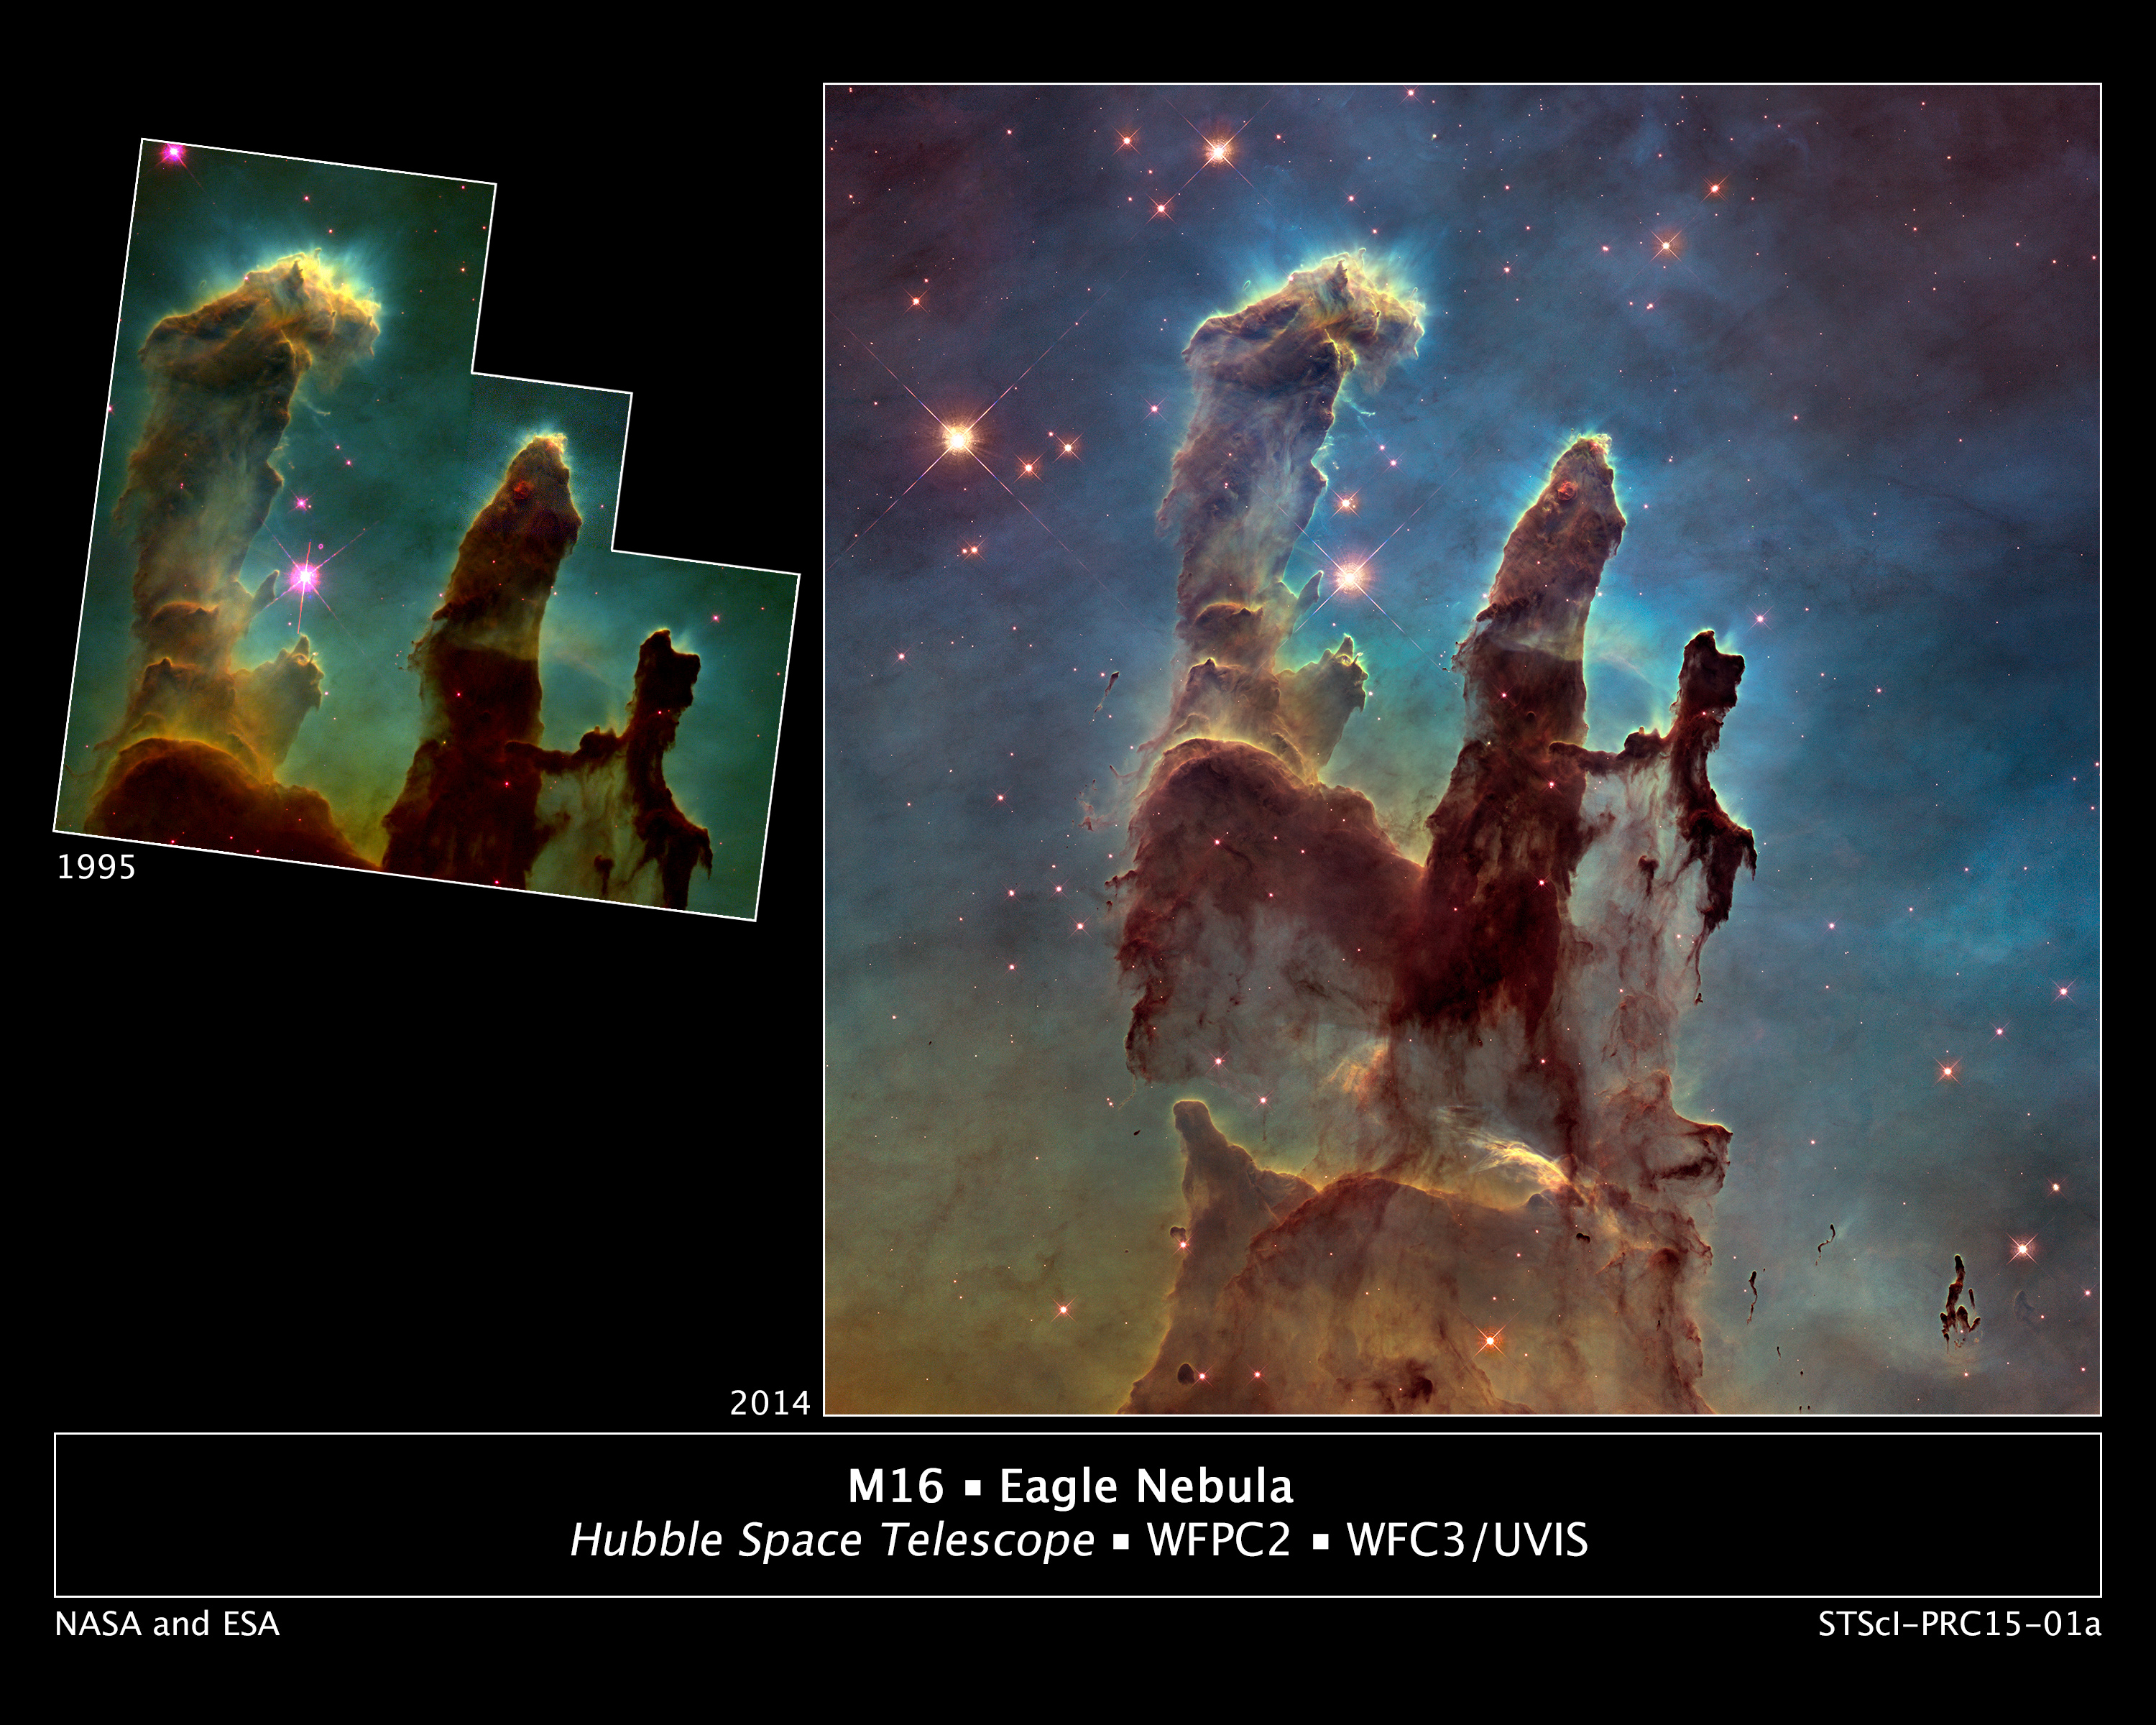 1995
2014
M16 ▪ Eagle Nebula
Hubble Space Telescope ▪ WFPC2 ▪ WFC3/UVIS
NASA and ESA
STScI-PRC15-01a